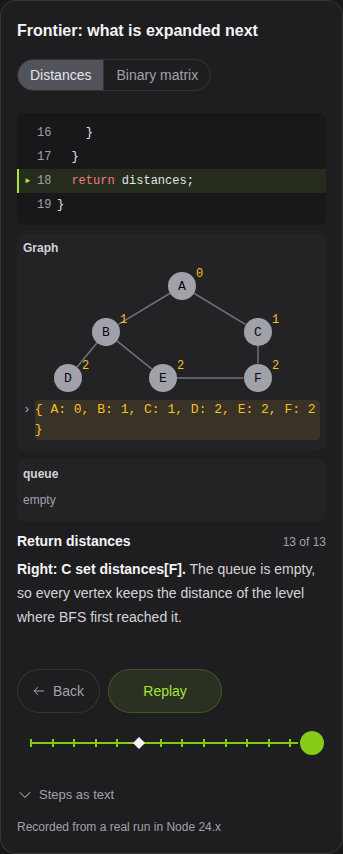 Frontier: what is expanded next
Distances Binary matrix
16 }
17 }
▸ 18 return distances;
19 }
Graph
A 0
B 1
C 1
D 2
E 2
F 2
› { A: 0, B: 1, C: 1, D: 2, E: 2, F: 2
}
queue
empty
Return distances 13 of 13
Right: C set distances[F]. The queue is empty,
so every vertex keeps the distance of the level
where BFS first reached it.
← Back Replay
Steps as text
Recorded from a real run in Node 24.x